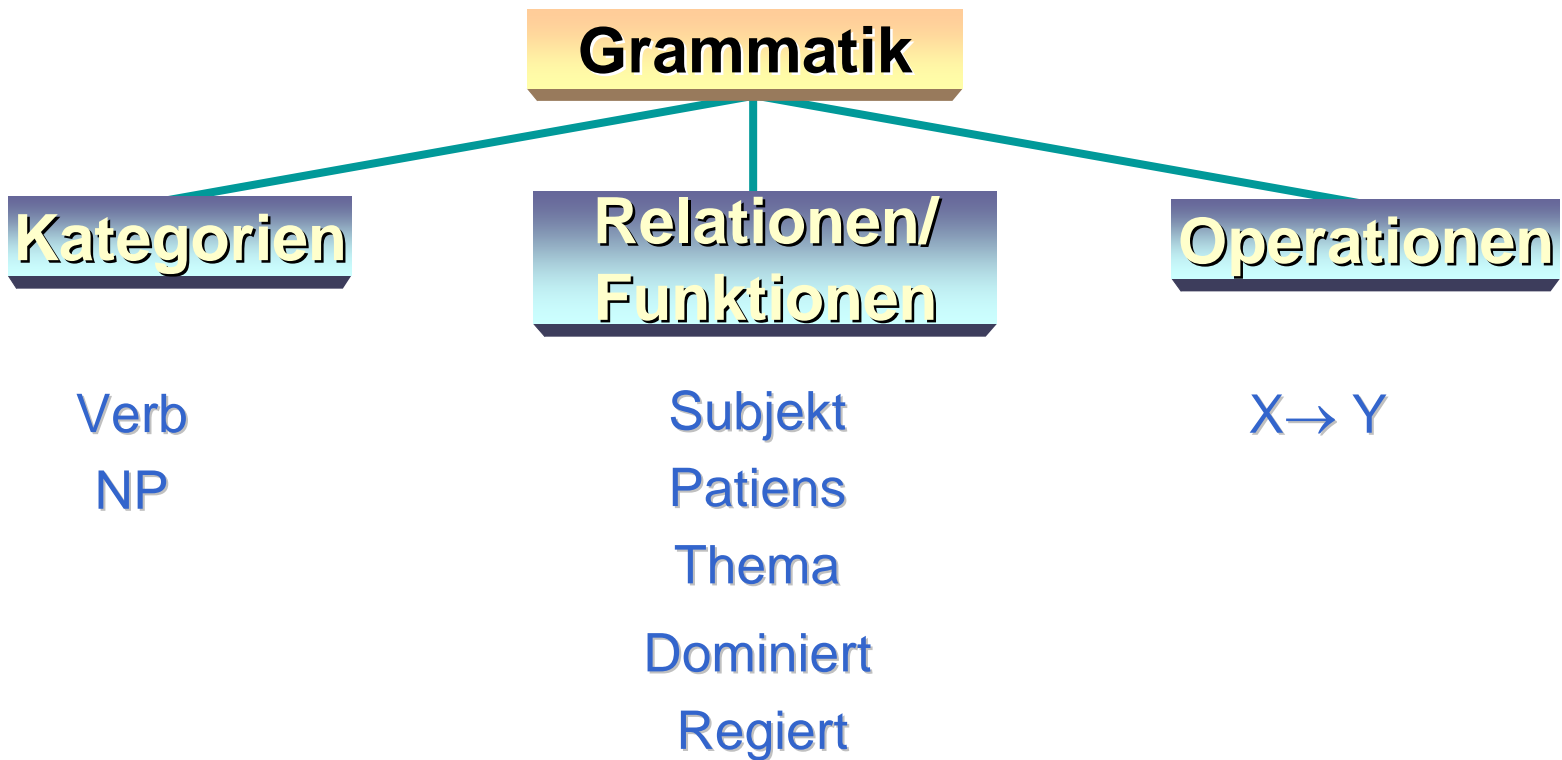 Grammatik
Kategorien
Relationen/
Funktionen
Operationen
Verb
NP
Subjekt
Patiens
Thema
Dominiert
Regiert
X→ Y